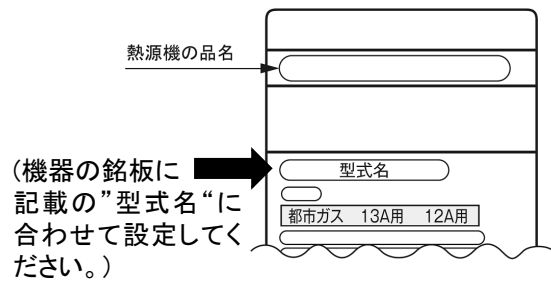 熱源機の品名
型式名
(機器の銘板に
記載の”型式名“に
合わせて設定してく
ださい。)
都市ガス 13A用 12A用